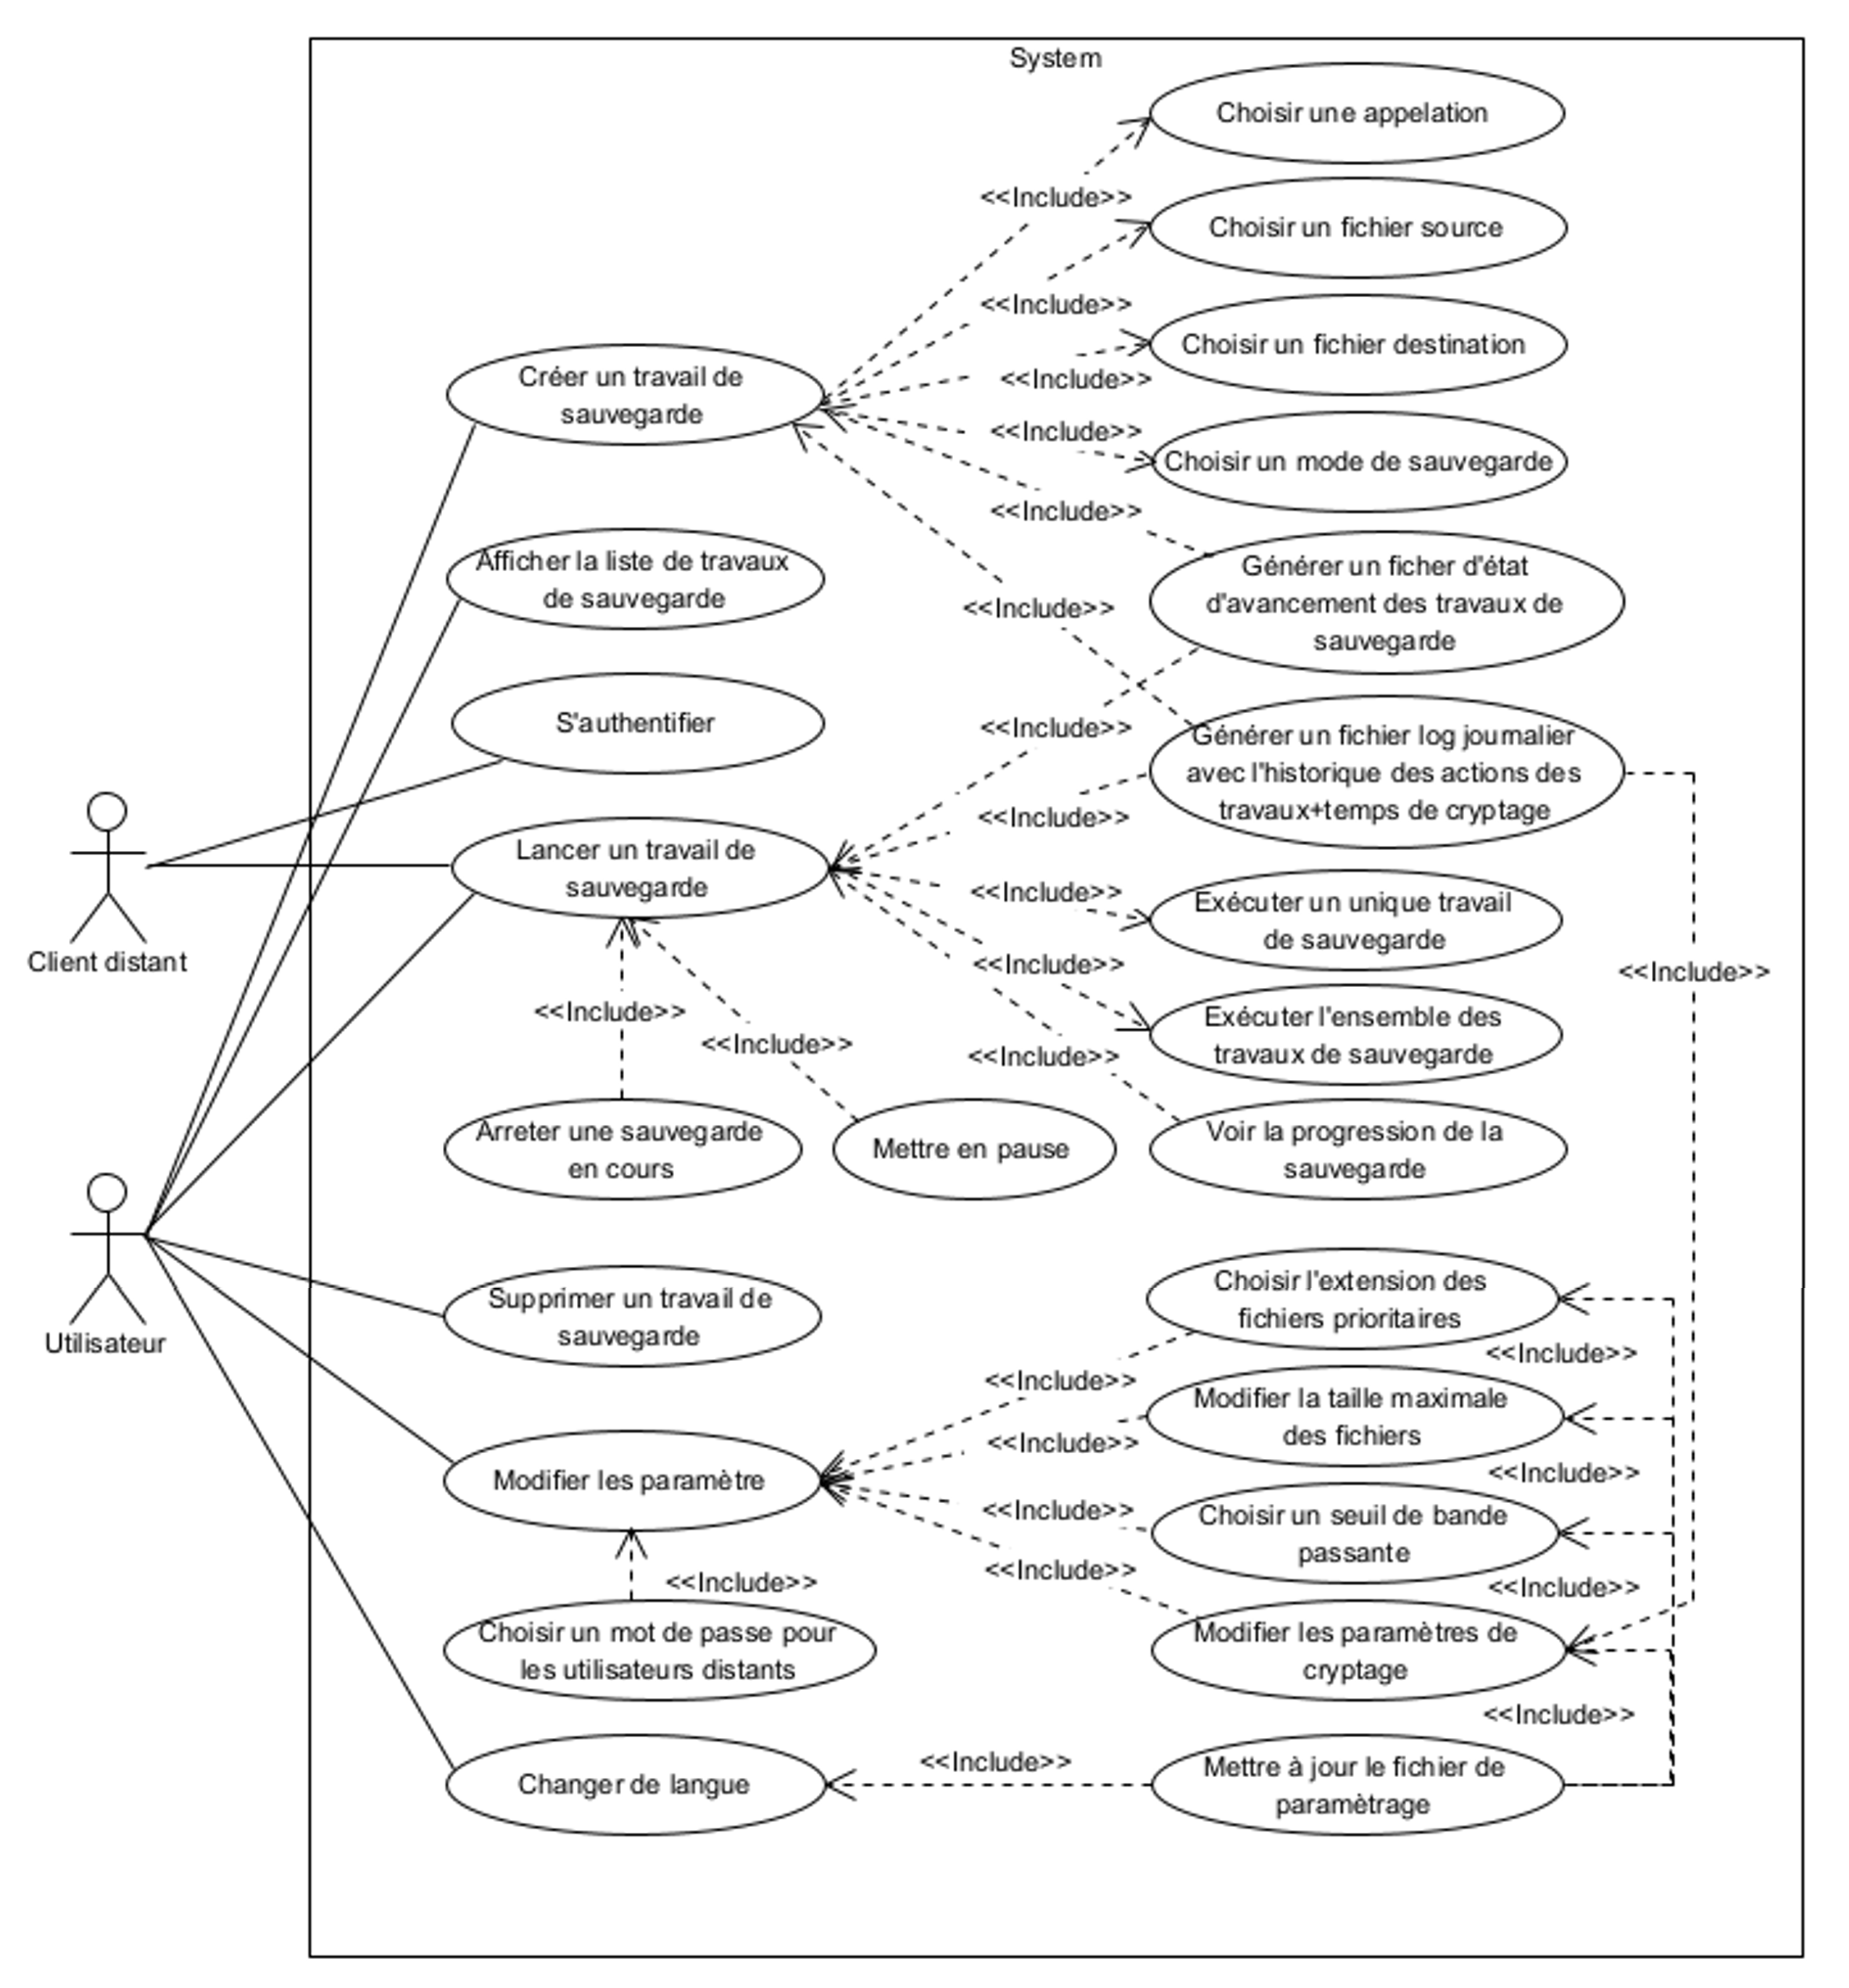 System
Choisir une appelation
<<Include>>
Choisir un fichier source
<<Include>>
Choisir un fichier destination
<<Include>>
Créer un travail de
sauvegarde
<<Include>>
Choisir un mode de sauvegarde
<<Include>>
Afficher la liste de travaux
de sauvegarde
Générer un ficher d'état
d'avancement des travaux de
sauvegarde
<<Include>>
S'authentifier
<<Include>>
Générer un fichier log journalier
avec l'historique des actions des
travaux+temps de cryptage
<<Include>>
Lancer un travail de
sauvegarde
<<Include>>
Exécuter un unique travail
de sauvegarde
Client distant
<<Include>>
<<Include>>
<<Include>>
<<Include>>
Exécuter l'ensemble des
travaux de sauvegarde
<<Include>>
Arreter une sauvegarde
en cours
Mettre en pause
Voir la progression de la
sauvegarde
Utilisateur
Supprimer un travail de
sauvegarde
Choisir l'extension des
fichiers prioritaires
<<Include>>
<<Include>>
Modifier la taille maximale
des fichiers
<<Include>>
<<Include>>
Modifier les paramètre
<<Include>>
Choisir un seuil de bande
passante
<<Include>>
<<Include>>
<<Include>>
Choisir un mot de passe pour
les utilisateurs distants
Modifier les paramètres de
cryptage
<<Include>>
Changer de langue
<<Include>>
Mettre à jour le fichier de
paramètrage